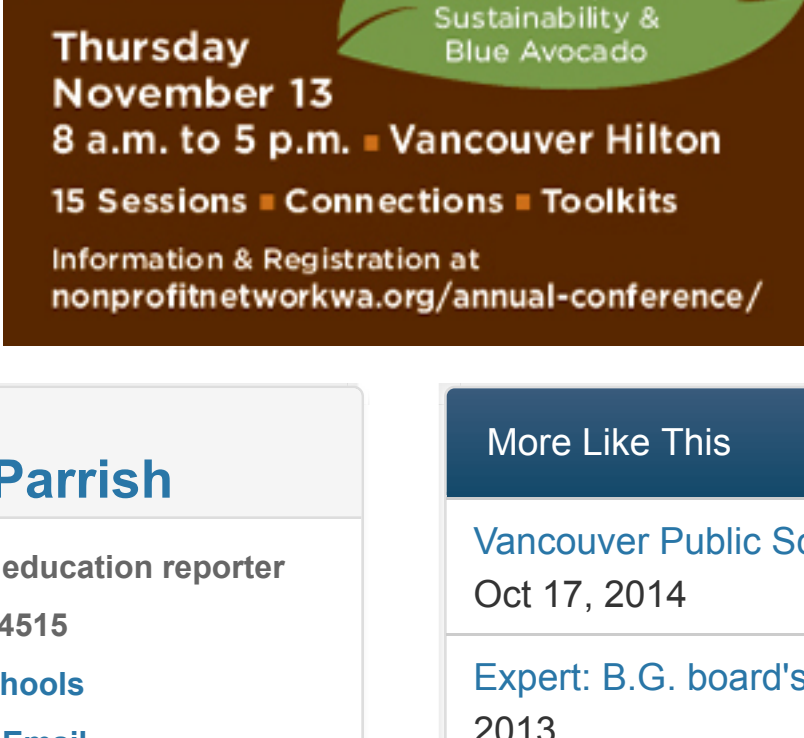 Sustainability &
Blue Avocado
Thursday
November 13
8 a.m. to 5 p.m. ▪ Vancouver Hilton
15 Sessions ▪ Connections ▪ Toolkits
Information & Registration at
nonprofitnetworkwa.org/annual-conference/
Parrish
education reporter
4515
hools
Email
More Like This
Vancouver Public Sc
Oct 17, 2014
Expert: B.G. board's
2013